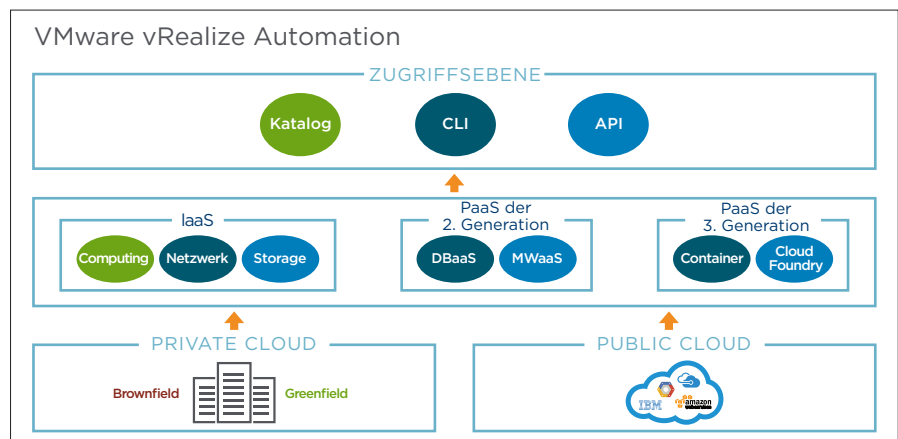 VMware vRealize Automation
ZUGRIFFSEBENE
Katalog
CLI
API
IaaS
Computing
Netzwerk
Storage
PaaS der
2. Generation
DBaaS
MWaaS
PaaS der
3. Generation
Container
Cloud
Foundry
PRIVATE CLOUD
Brownfield
Greenfield
PUBLIC CLOUD
IBM
amazon